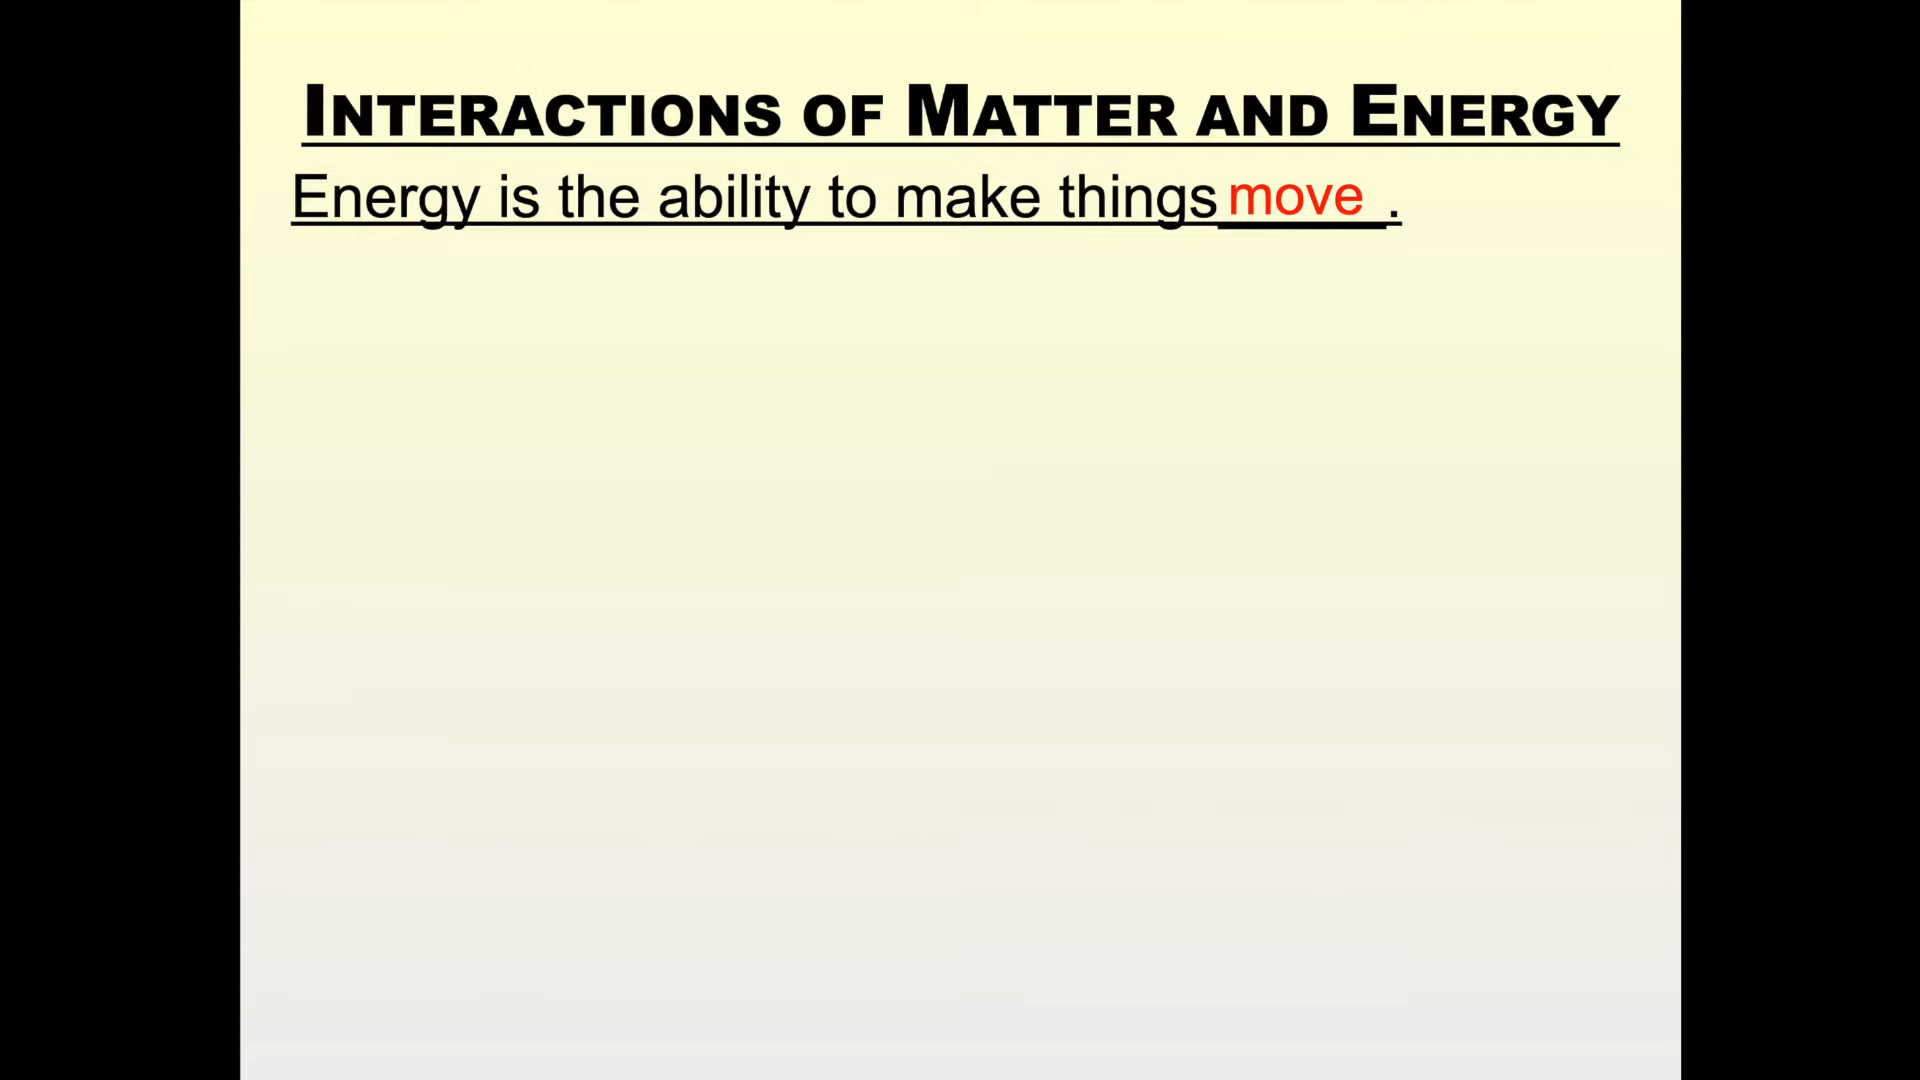 Interactions of Matter and Energy
Energy is the ability to make things move.